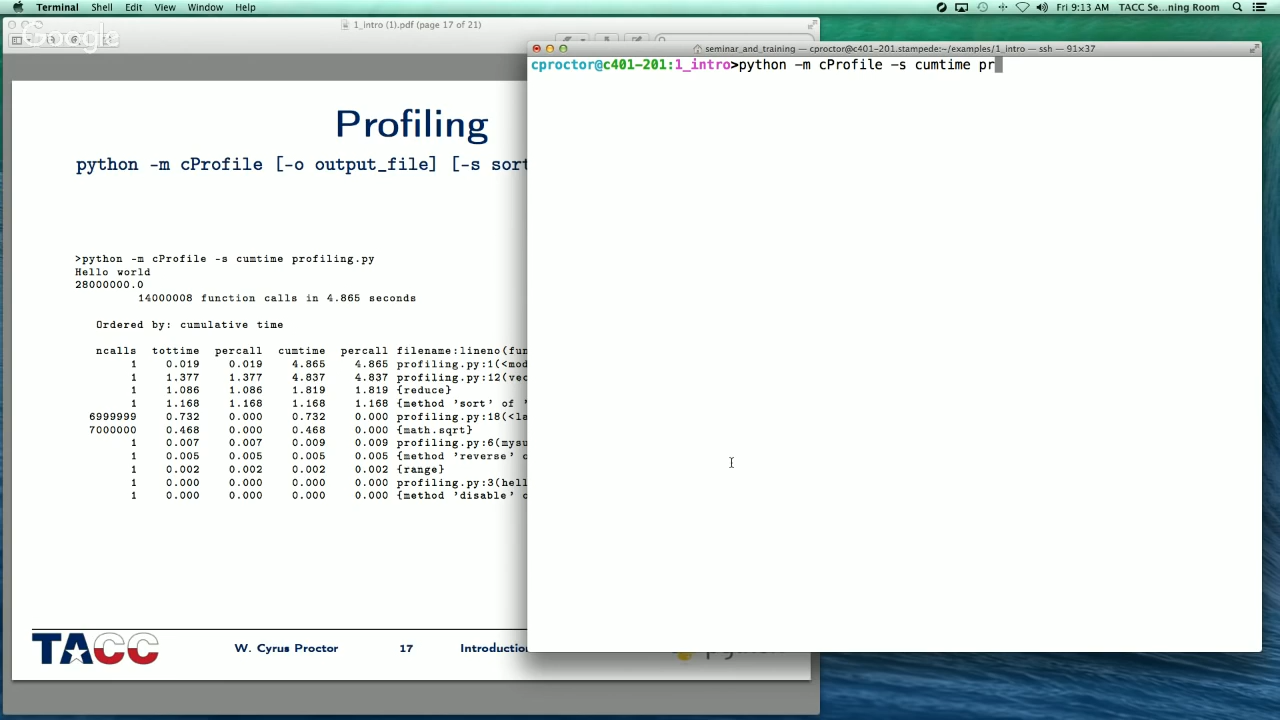 Terminal Shell Edit View Window Help Fri 9:13 AM TACC Se...ning Room
1_intro (1).pdf (page 17 of 21)
Google
seminar_and_training — cproctor@c401-201.stampede:~/examples/1_intro — ssh — 91×37
cproctor@c401-201:1_intro>python -m cProfile -s cumtime pr
Profiling
python -m cProfile [-o output_file] [-s sort
>python -m cProfile -s cumtime profiling.py
Hello world
28000000.0
14000008 function calls in 4.865 seconds
Ordered by: cumulative time
ncalls tottime percall cumtime percall filename:lineno(fun
1 0.019 0.019 4.865 4.865 profiling.py:1(<mod
1 1.377 1.377 4.837 4.837 profiling.py:12(vec
1 1.086 1.086 1.819 1.819 {reduce}
1 1.168 1.168 1.168 1.168 {method 'sort' of '
6999999 0.732 0.000 0.732 0.000 profiling.py:18(<la
7000000 0.468 0.000 0.468 0.000 {math.sqrt}
1 0.007 0.007 0.009 0.009 profiling.py:6(mysu
1 0.005 0.005 0.005 0.005 {method 'reverse' o
1 0.002 0.002 0.002 0.002 {range}
1 0.000 0.000 0.000 0.000 profiling.py:3(hell
1 0.000 0.000 0.000 0.000 {method 'disable' o
TACC W. Cyrus Proctor 17 Introduction